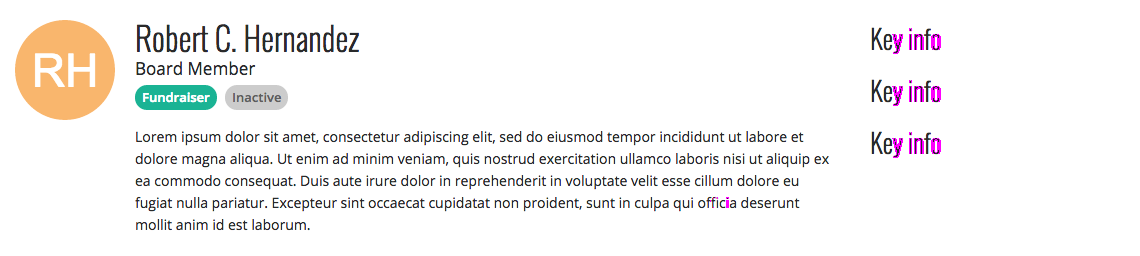 RH
Robert C. Hernandez
Board Member
Fundraiser Inactive
Lorem ipsum dolor sit amet, consectetur adipiscing elit, sed do eiusmod tempor incididunt ut labore et
dolore magna aliqua. Ut enim ad minim veniam, quis nostrud exercitation ullamco laboris nisi ut aliquip ex
ea commodo consequat. Duis aute irure dolor in reprehenderit in voluptate velit esse cillum dolore eu
fugiat nulla pariatur. Excepteur sint occaecat cupidatat non proident, sunt in culpa qui officia deserunt
mollit anim id est laborum.
Key info
Key info
Key info